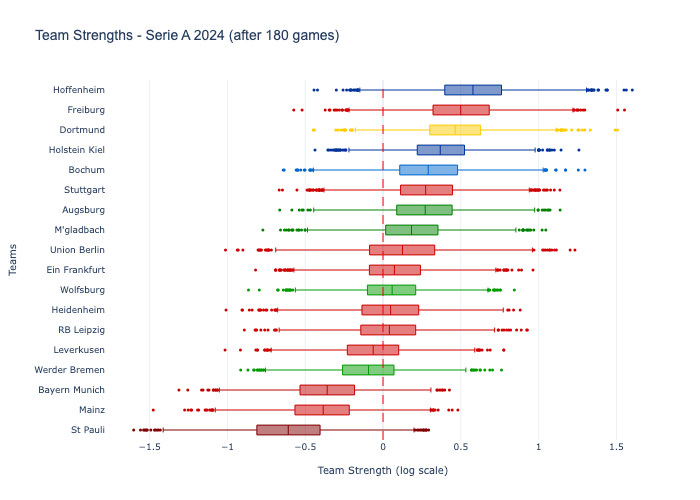 Team Strengths - Serie A 2024 (after 180 games)
Hoffenheim
Freiburg
Dortmund
Holstein Kiel
Bochum
Stuttgart
Augsburg
M'gladbach
Union Berlin
Ein Frankfurt
Wolfsburg
Heidenheim
RB Leipzig
Leverkusen
Werder Bremen
Bayern Munich
Mainz
St Pauli
Teams
−1.5 −1 −0.5 0 0.5 1 1.5
Team Strength (log scale)